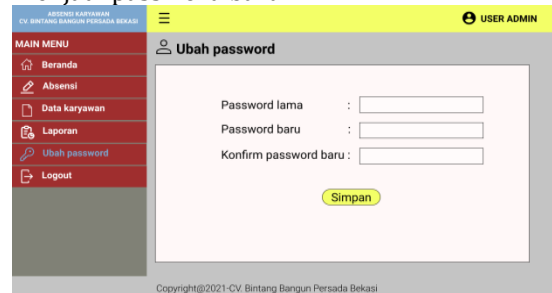 ABSENSI KARYAWAN
CV. BINTANG BANGUN PERSADA BEKASI
USER ADMIN
MAIN MENU
Beranda
Absensi
Data karyawan
Laporan
Ubah password
Logout
Ubah password
Password lama :
Password baru :
Konfirm password baru :
Simpan
Copyright@2021-CV. Bintang Bangun Persada Bekasi